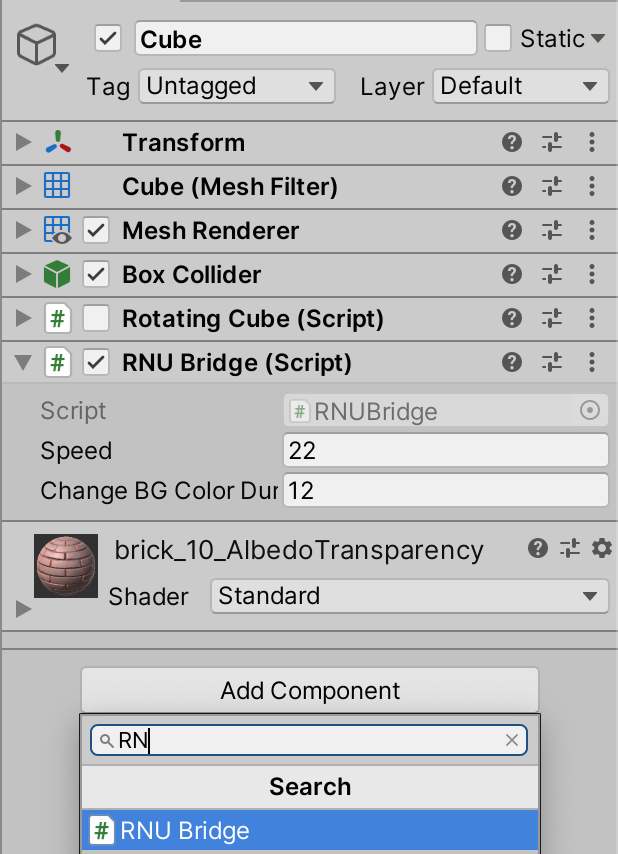 Cube
Static
Tag Untagged Layer Default
Transform
Cube (Mesh Filter)
Mesh Renderer
Box Collider
# Rotating Cube (Script)
# RNU Bridge (Script)
Script # RNUBridge
Speed 22
Change BG Color Dur 12
brick_10_AlbedoTransparency
Shader Standard
Add Component
RN
Search
# RNU Bridge